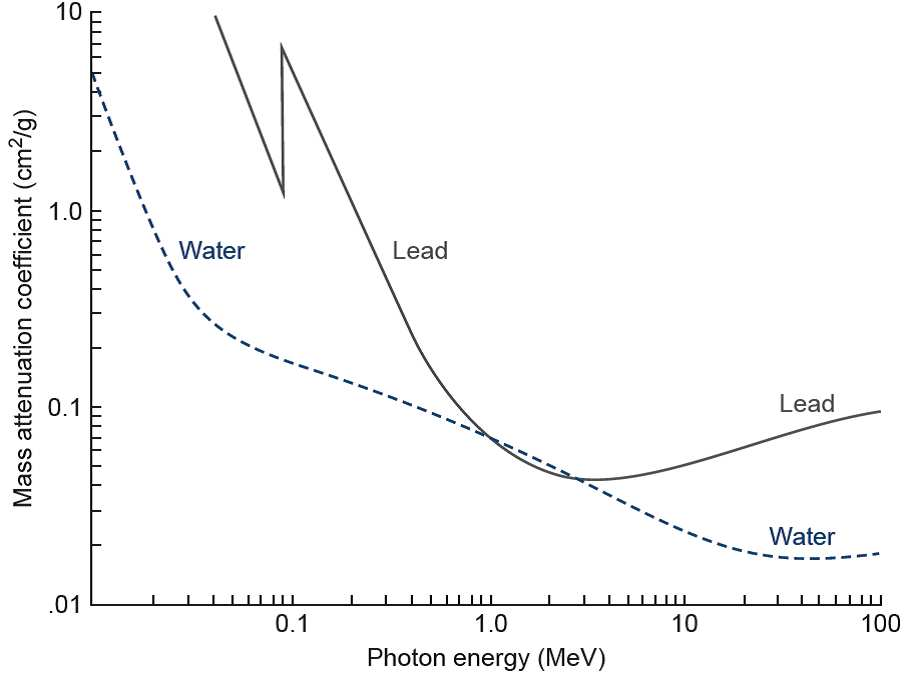 10
1.0
0.1
.01
Mass attenuation coefficient (cm²/g)
Water
Lead
Lead
Water
0.1
1.0
10
100
Photon energy (MeV)